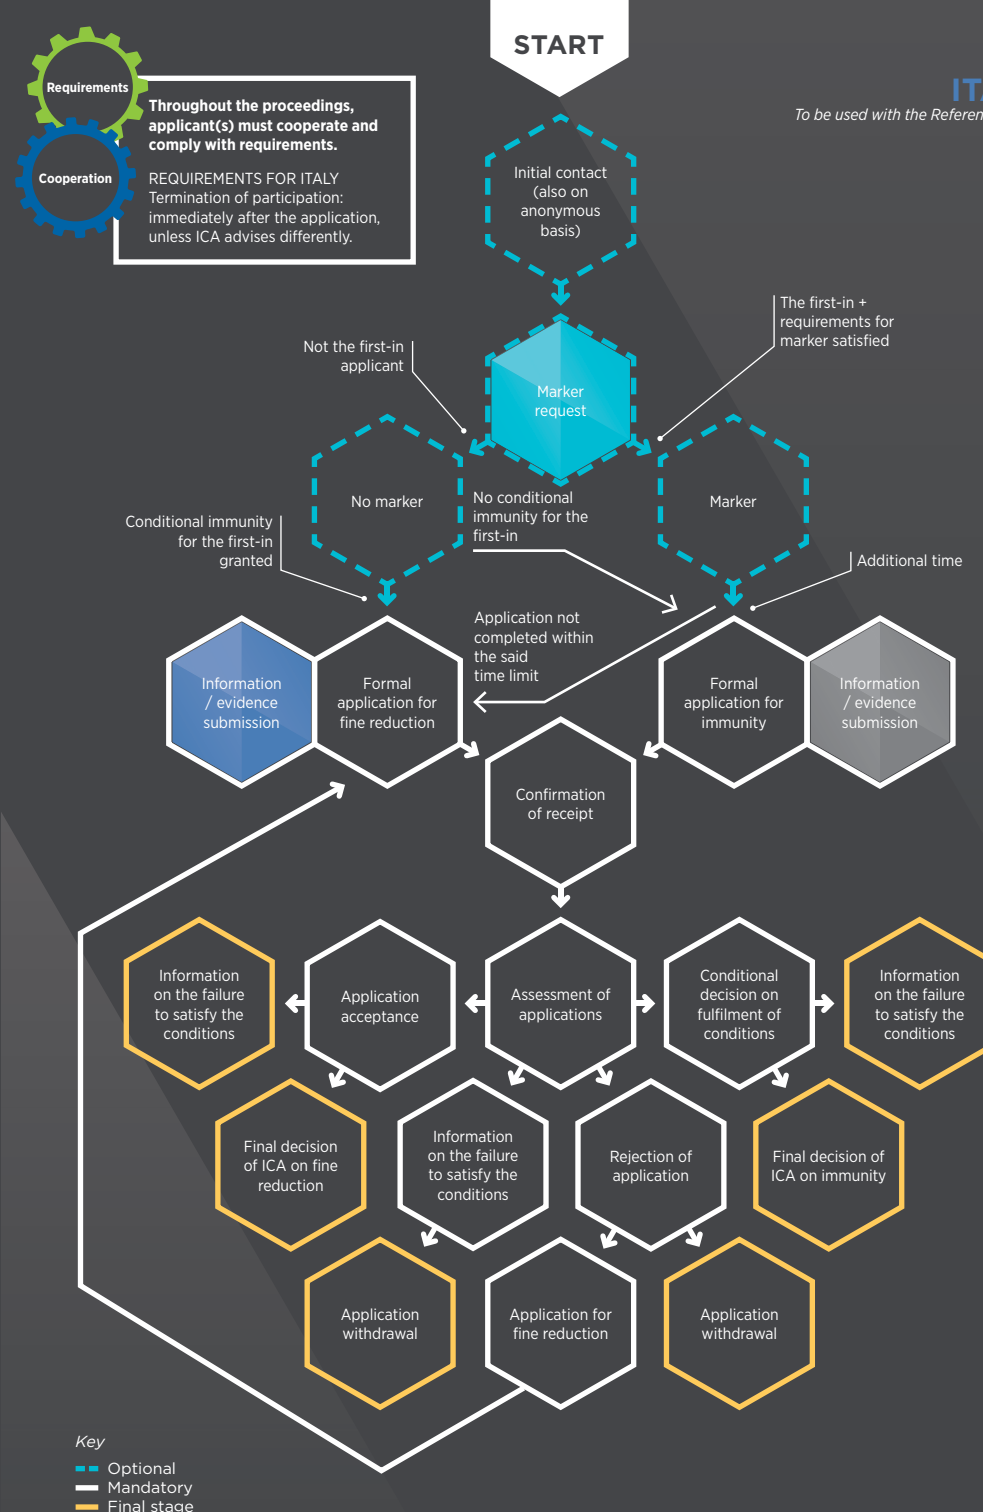 START
ITA
To be used with the Referen
Requirements
Cooperation
Throughout the proceedings,
applicant(s) must cooperate and
comply with requirements.
REQUIREMENTS FOR ITALY
Termination of participation:
immediately after the application,
unless ICA advises differently.
Initial contact
(also on
anonymous
basis)
The first-in +
requirements for
marker satisfied
Not the first-in
applicant
Marker
request
No marker
Marker
No conditional
immunity for the
first-in
Conditional immunity
for the first-in
granted
Additional time
Application not
completed within
the said
time limit
Information
/ evidence
submission
Formal
application for
fine reduction
Formal
application for
immunity
Information
/ evidence
submission
Confirmation
of receipt
Information
on the failure
to satisfy the
conditions
Application
acceptance
Assessment of
applications
Conditional
decision on
fulfilment of
conditions
Information
on the failure
to satisfy the
conditions
Final decision
of ICA on fine
reduction
Information
on the failure
to satisfy the
conditions
Rejection of
application
Final decision of
ICA on immunity
Application
withdrawal
Application for
fine reduction
Application
withdrawal
Key
Optional
Mandatory
Final stage